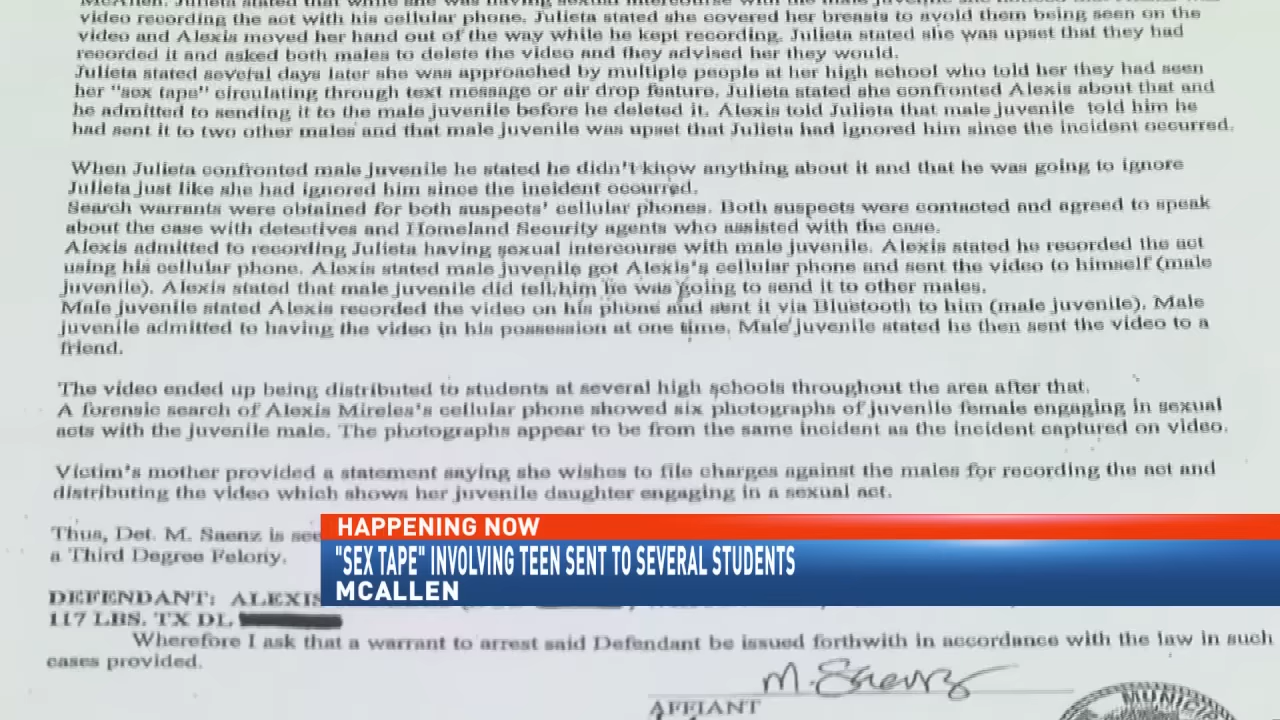 video recording the act with his cellular phone. Julieta stated she covered her breasts to avoid them being seen on the
video and Alexis moved her hand out of the way while he kept recording. Julieta stated she was upset that they had
recorded it and asked both males to delete the video and they advised her they would.
Julieta stated several days later she was approached by multiple people at her high school who told her they had seen
her "sex tape" circulating through text message or air drop feature. Julieta stated she confronted Alexis about that and
he admitted to sending it to the male juvenile before he deleted it. Alexis told Julieta that male juvenile told him he
had sent it to two other males and that male juvenile was upset that Julieta had ignored him since the incident occurred.
When Julieta confronted male juvenile he stated he didn't know anything about it and that he was going to ignore
Julieta just like she had ignored him since the incident occurred.
Search warrants were obtained for both suspects' cellular phones. Both suspects were contacted and agreed to speak
about the case with detectives and Homeland Security agents who assisted with the case.
Alexis admitted to recording Julieta having sexual intercourse with male juvenile. Alexis stated he recorded the act
using his cellular phone. Alexis stated male juvenile got Alexis's cellular phone and sent the video to himself (male
juvenile). Alexis stated that male juvenile did tell him he was going to send it to other males.
Male juvenile stated Alexis recorded the video on his phone and sent it via Bluetooth to him (male juvenile). Male
juvenile admitted to having the video in his possession at one time. Male juvenile stated he then sent the video to a
friend.
The video ended up being distributed to students at several high schools throughout the area after that.
A forensic search of Alexis Mireles's cellular phone showed six photographs of juvenile female engaging in sexual
acts with the juvenile male. The photographs appear to be from the same incident as the incident captured on video.
Victim's mother provided a statement saying she wishes to file charges against the males for recording the act and
distributing the video which shows her juvenile daughter engaging in a sexual act.
Thus, Det. M. Saenz is
a Third Degree Felony.
HAPPENING NOW
"SEX TAPE" INVOLVING TEEN SENT TO SEVERAL STUDENTS
MCALLEN
DEFENDANT: ALEXIS
117 LBS. TX DL
Wherefore I ask that a warrant to arrest said Defendant be issued forthwith in accordance with the law in such
cases provided.
M. Saenz
AFFIANT
MUNICI